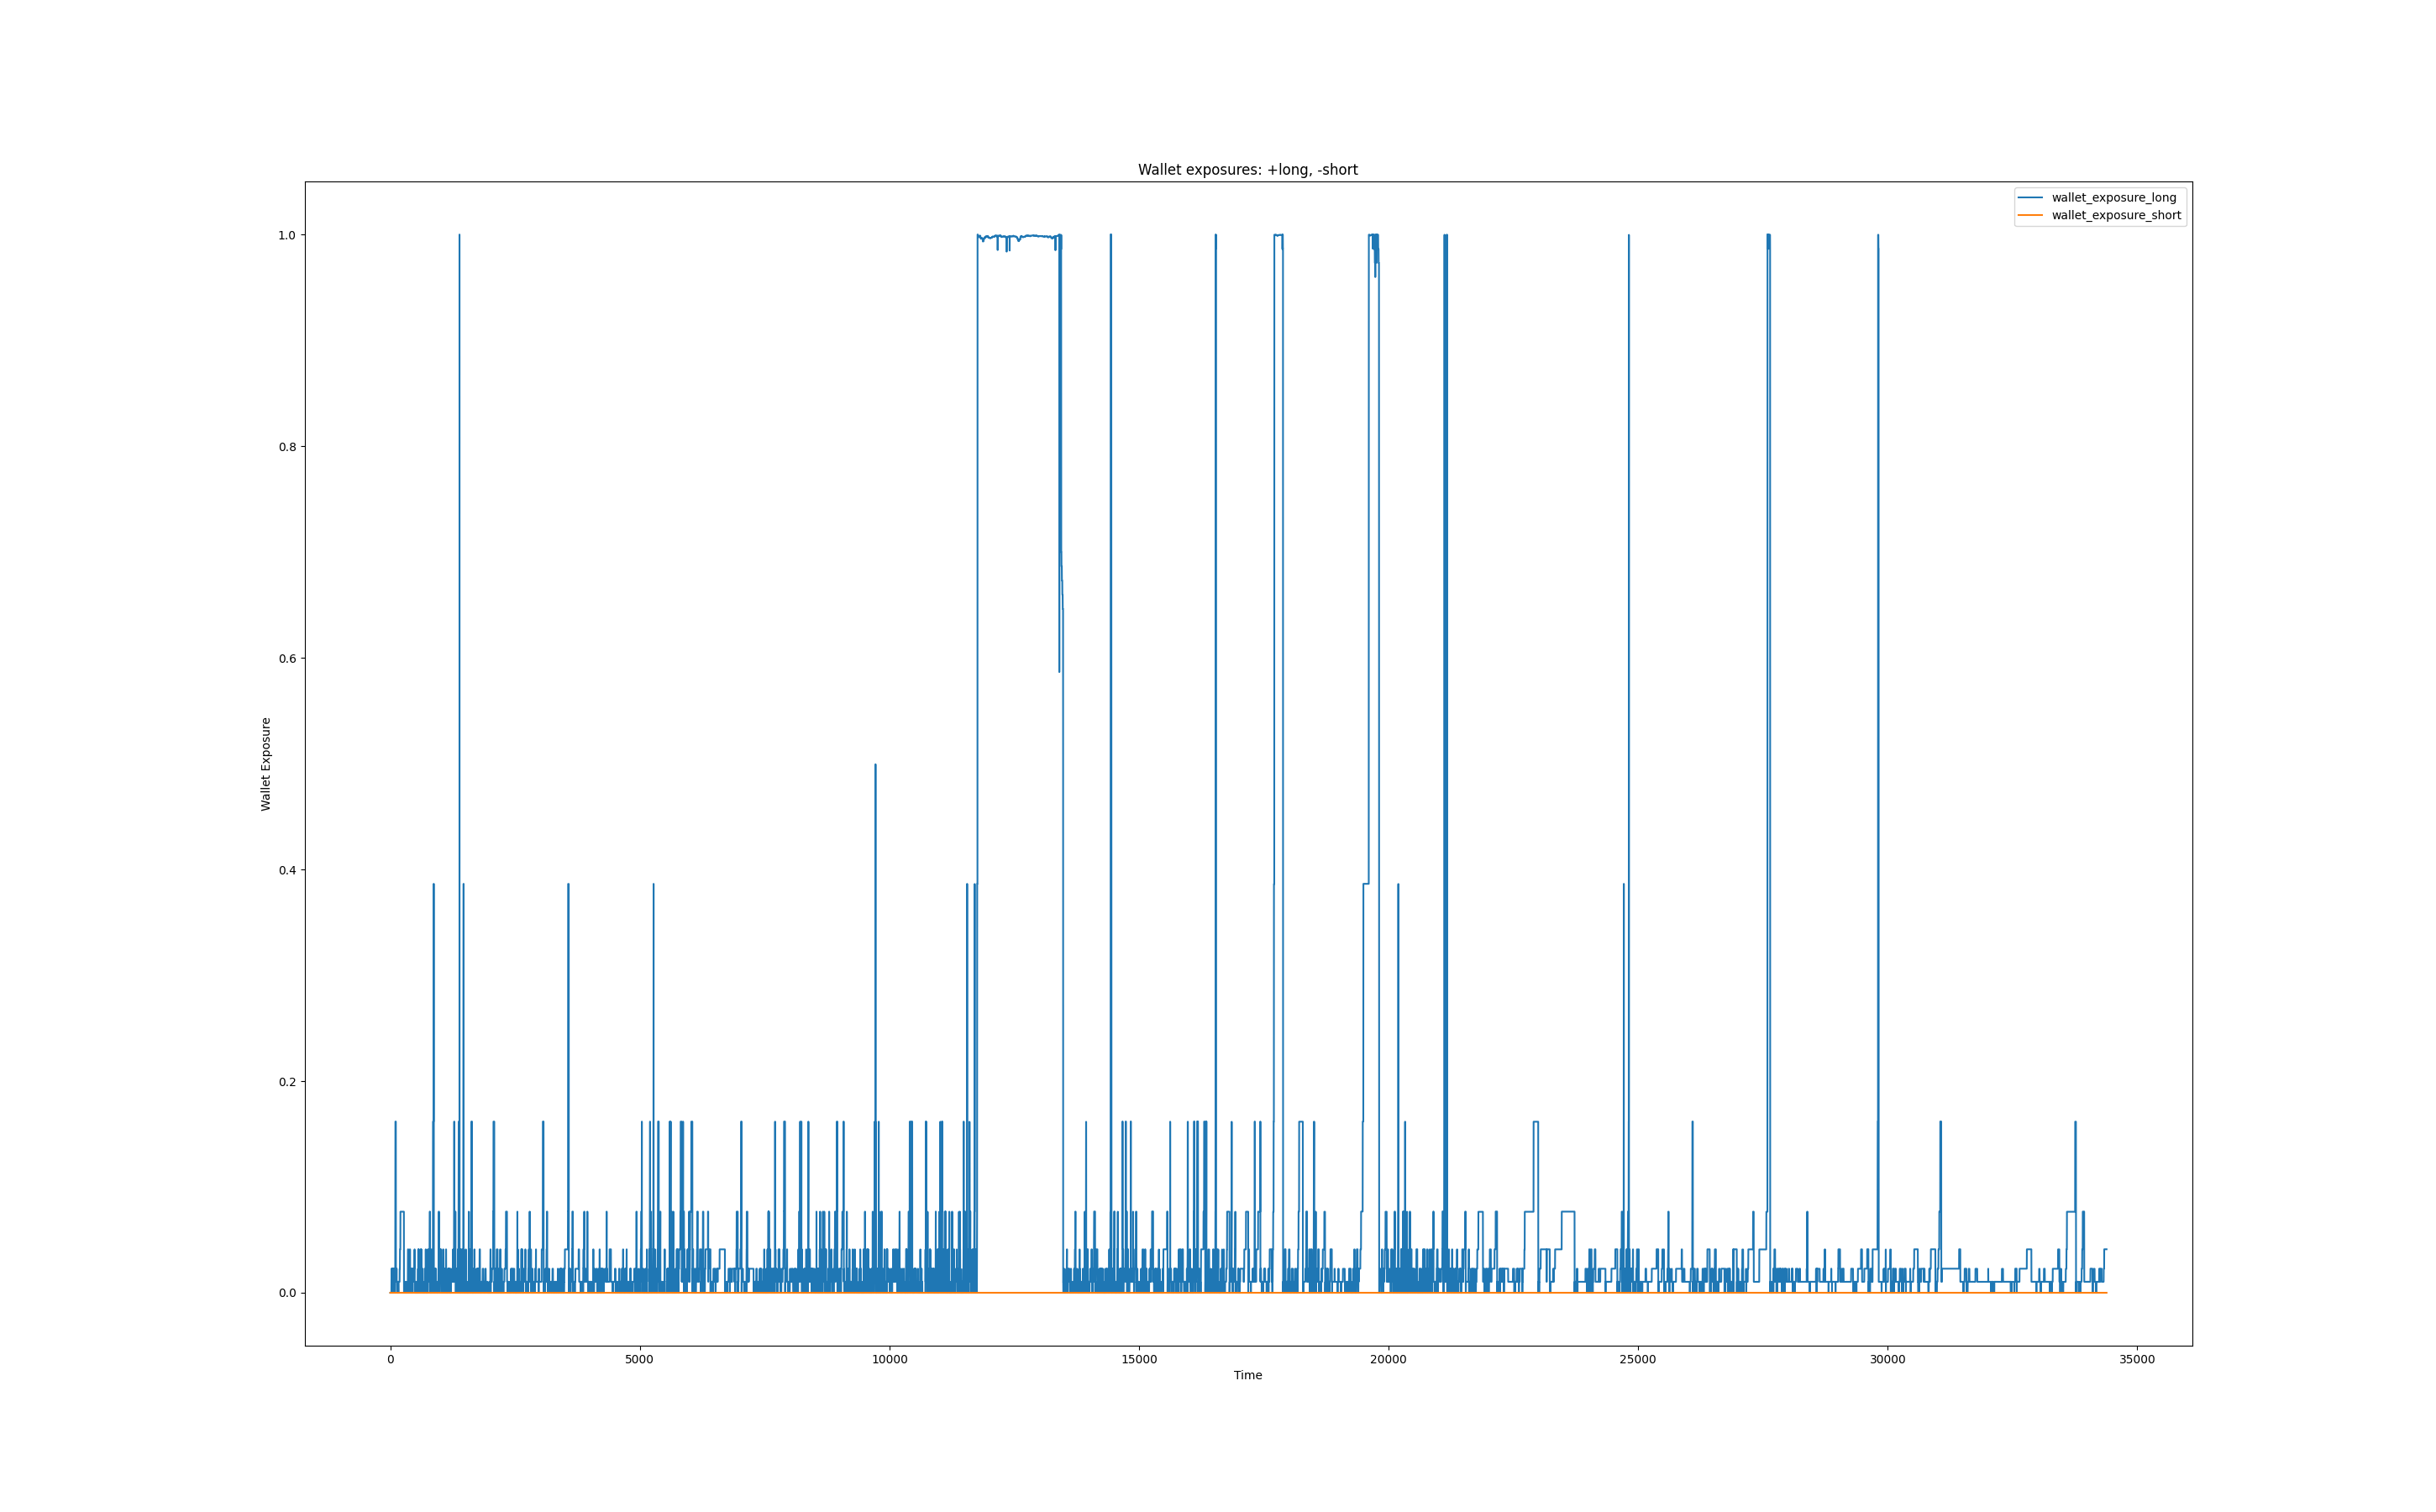 Wallet exposures: +long, -short
wallet_exposure_long
wallet_exposure_short
1.0
0.8
0.6
0.4
0.2
0.0
Wallet Exposure
0 5000 10000 15000 20000 25000 30000 35000
Time